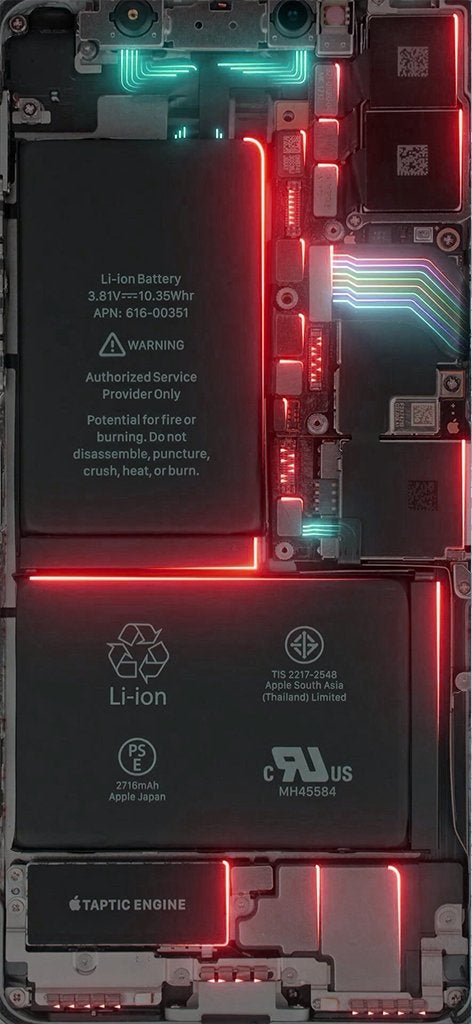 Li-ion Battery
3.81V⎓10.35Whr
APN: 616-00351
WARNING
Authorized Service
Provider Only
Potential for fire or
burning. Do not
disassemble, puncture,
crush, heat, or burn.
Li-ion
TIS 2217-2548
Apple South Asia
(Thailand) Limited
PS
E
2716mAh
Apple Japan
c RU US
MH45584
TAPTIC ENGINE